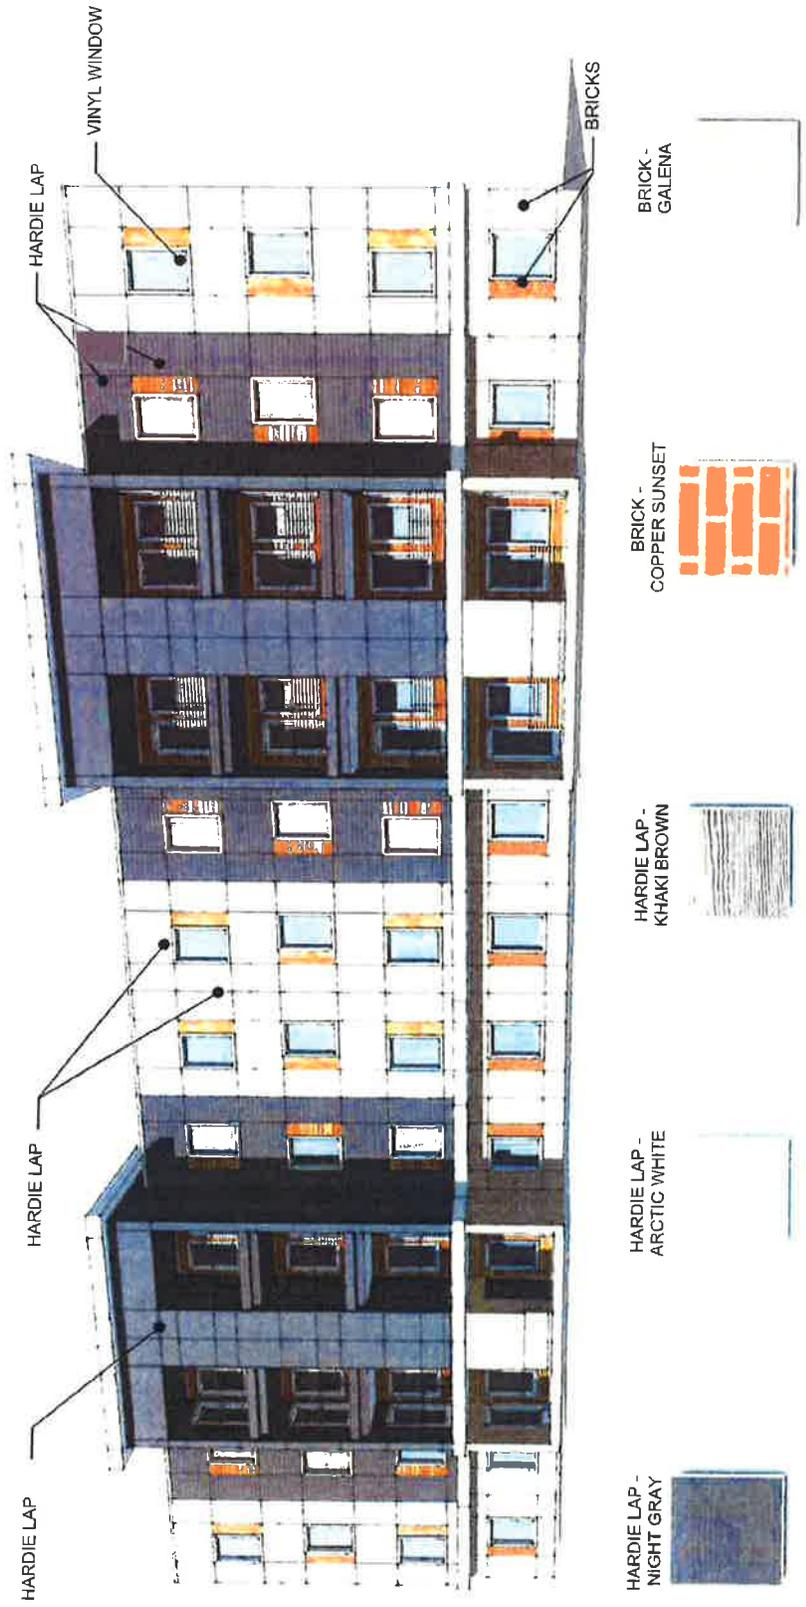 HARDIE LAP
HARDIE LAP
HARDIE LAP
VINYL WINDOW
BRICKS
HARDIE LAP -
NIGHT GRAY
HARDIE LAP -
ARCTIC WHITE
HARDIE LAP -
KHAKI BROWN
BRICK -
COPPER SUNSET
BRICK -
GALENA